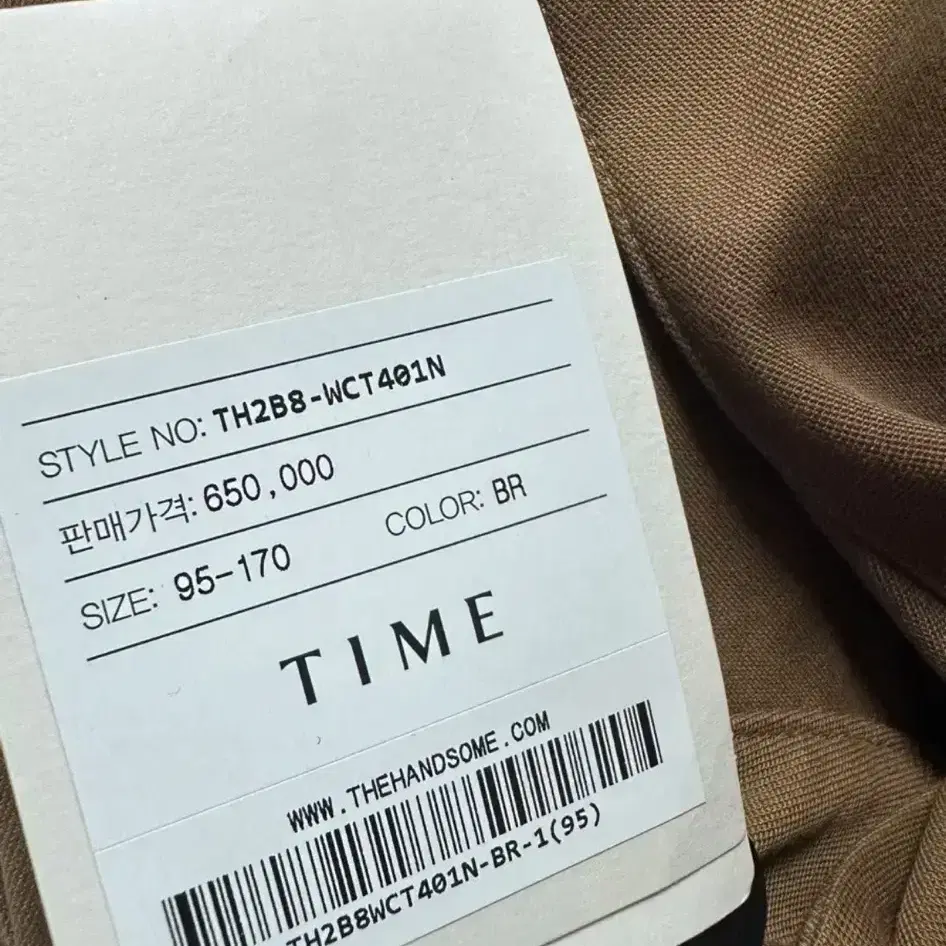 STYLE NO: TH2B8-WCT401N
판매가격: 650,000
SIZE: 95-170 COLOR: BR
TIME
WWW.THEHANDSOME.COM
TH2B8WCT401N-BR-1(95)